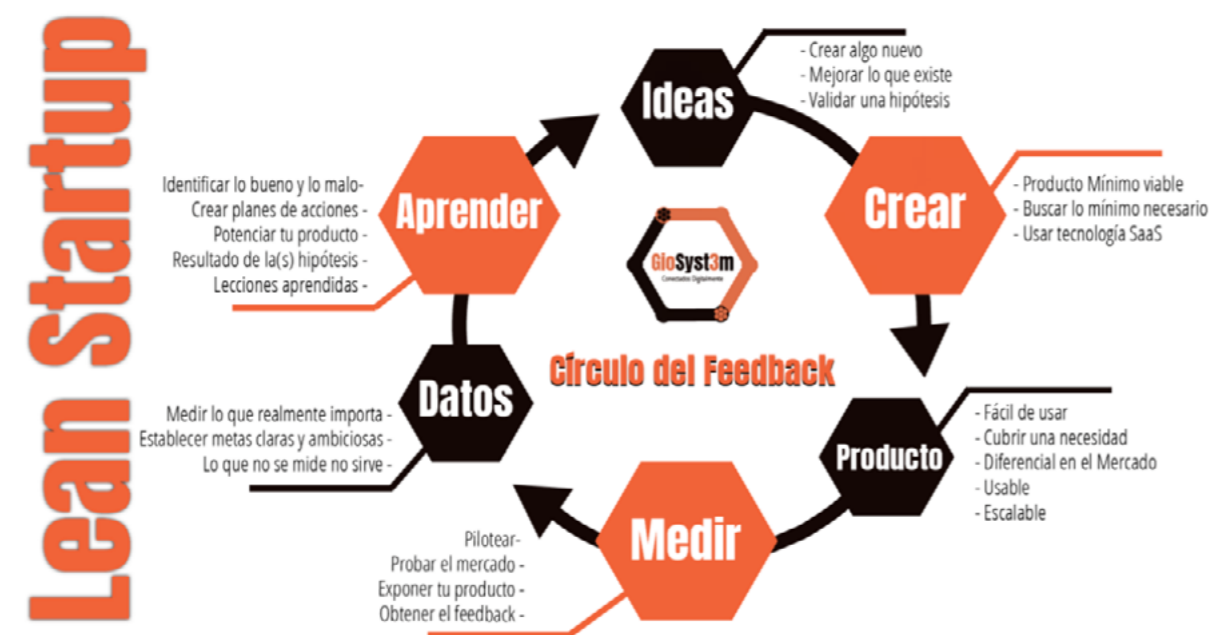 Lean Startup
Ideas
- Crear algo nuevo
- Mejorar lo que existe
- Validar una hipótesis
Crear
- Producto Mínimo viable
- Buscar lo mínimo necesario
- Usar tecnología SaaS
Producto
- Fácil de usar
- Cubrir una necesidad
- Diferencial en el Mercado
- Usable
- Escalable
Medir
Pilotear-
Probar el mercado -
Exponer tu producto -
Obtener el feedback -
Datos
Medir lo que realmente importa -
Establecer metas claras y ambiciosas -
Lo que no se mide no sirve -
Aprender
Identificar lo bueno y lo malo-
Crear planes de acciones -
Potenciar tu producto -
Resultado de la(s) hipótesis -
Lecciones aprendidas -
GioSyst3m
Conectados Digitalmente
Círculo del Feedback